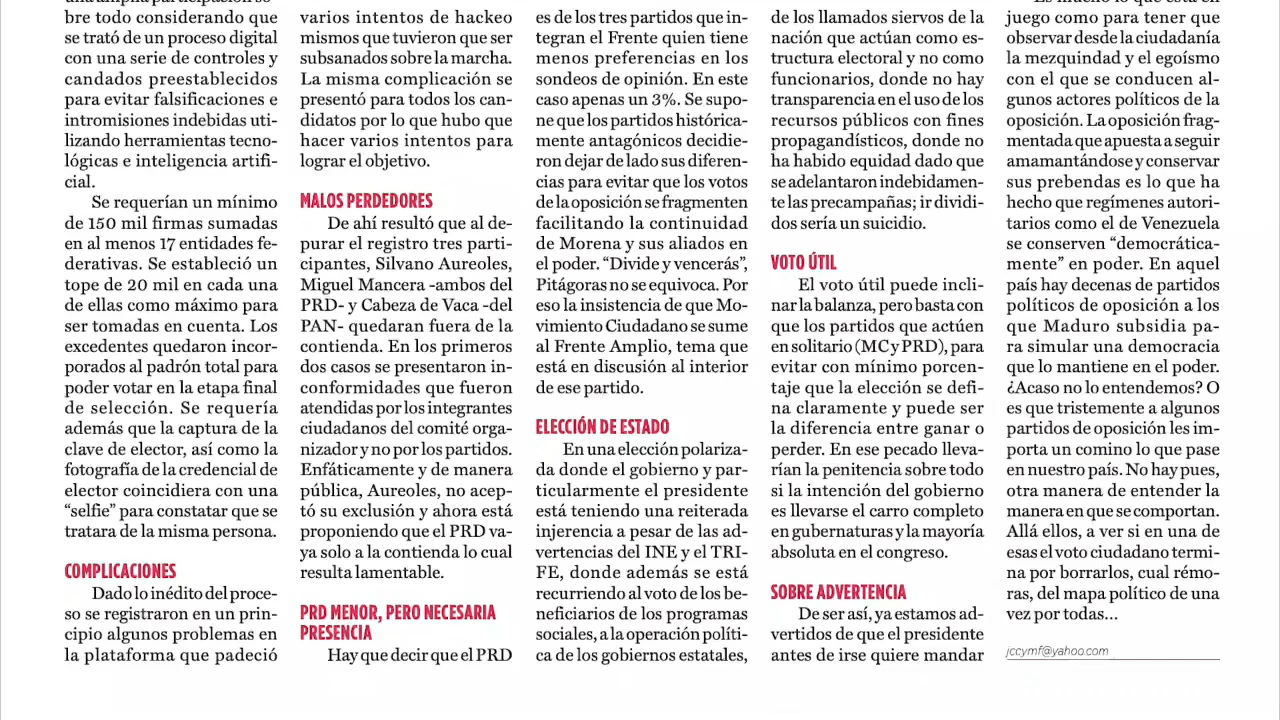 bre todo considerando que
se trató de un proceso digital
con una serie de controles y
candados preestablecidos
para evitar falsificaciones e
intromisiones indebidas uti-
lizando herramientas tecno-
lógicas e inteligencia artifi-
cial.
Se requerían un mínimo
de 150 mil firmas sumadas
en al menos 17 entidades fe-
derativas. Se estableció un
tope de 20 mil en cada una
de ellas como máximo para
ser tomadas en cuenta. Los
excedentes quedaron incor-
porados al padrón total para
poder votar en la etapa final
de selección. Se requería
además que la captura de la
clave de elector, así como la
fotografía de la credencial de
elector coincidiera con una
“selfie” para constatar que se
tratara de la misma persona.
COMPLICACIONES
Dado lo inédito del proce-
so se registraron en un prin-
cipio algunos problemas en
la plataforma que padeció
varios intentos de hackeo
mismos que tuvieron que ser
subsanados sobre la marcha.
La misma complicación se
presentó para todos los can-
didatos por lo que hubo que
hacer varios intentos para
lograr el objetivo.
MALOS PERDEDORES
De ahí resultó que al de-
purar el registro tres parti-
cipantes, Silvano Aureoles,
Miguel Mancera -ambos del
PRD- y Cabeza de Vaca -del
PAN- quedaran fuera de la
contienda. En los primeros
dos casos se presentaron in-
conformidades que fueron
atendidas por los integrantes
ciudadanos del comité orga-
nizador y no por los partidos.
Enfáticamente y de manera
pública, Aureoles, no acep-
tó su exclusión y ahora está
proponiendo que el PRD va-
ya solo a la contienda lo cual
resulta lamentable.
PRD MENOR, PERO NECESARIA
PRESENCIA
Hay que decir que el PRD
es de los tres partidos que in-
tegran el Frente quien tiene
menos preferencias en los
sondeos de opinión. En este
caso apenas un 3%. Se supo-
ne que los partidos histórica-
mente antagónicos decidie-
ron dejar de lado sus diferen-
cias para evitar que los votos
de la oposición se fragmenten
facilitando la continuidad
de Morena y sus aliados en
el poder. “Divide y vencerás”,
Pitágoras no se equivoca. Por
eso la insistencia de que Mo-
vimiento Ciudadano se sume
al Frente Amplio, tema que
está en discusión al interior
de ese partido.
ELECCIÓN DE ESTADO
En una elección polariza-
da donde el gobierno y par-
ticularmente el presidente
está teniendo una reiterada
injerencia a pesar de las ad-
vertencias del INE y el TRI-
FE, donde además se está
recurriendo al voto de los be-
neficiarios de los programas
sociales, a la operación políti-
ca de los gobiernos estatales,
de los llamados siervos de la
nación que actúan como es-
tructura electoral y no como
funcionarios, donde no hay
transparencia en el uso de los
recursos públicos con fines
propagandísticos, donde no
ha habido equidad dado que
se adelantaron indebidamen-
te las precampañas; ir dividi-
dos sería un suicidio.
VOTO ÚTIL
El voto útil puede incli-
nar la balanza, pero basta con
que los partidos que actúen
en solitario (MC y PRD), para
evitar con mínimo porcen-
taje que la elección se defi-
na claramente y puede ser
la diferencia entre ganar o
perder. En ese pecado lleva-
rían la penitencia sobre todo
si la intención del gobierno
es llevarse el carro completo
en gubernaturas y la mayoría
absoluta en el congreso.
SOBRE ADVERTENCIA
De ser así, ya estamos ad-
vertidos de que el presidente
antes de irse quiere mandar
Es mucho lo que está en
juego como para tener que
observar desde la ciudadanía
la mezquindad y el egoísmo
con el que se conducen al-
gunos actores políticos de la
oposición. La oposición frag-
mentada que apuesta a seguir
amamantándose y conservar
sus prebendas es lo que ha
hecho que regímenes autori-
tarios como el de Venezuela
se conserven “democrática-
mente” en poder. En aquel
país hay decenas de partidos
políticos de oposición a los
que Maduro subsidia pa-
ra simular una democracia
que lo mantiene en el poder.
¿Acaso no lo entendemos? O
es que tristemente a algunos
partidos de oposición les im-
porta un comino lo que pase
en nuestro país. No hay pues,
otra manera de entender la
manera en que se comportan.
Allá ellos, a ver si en una de
esas el voto ciudadano termi-
na por borrarlos, cual rémo-
ras, del mapa político de una
vez por todas...
jccymf@yahoo.com